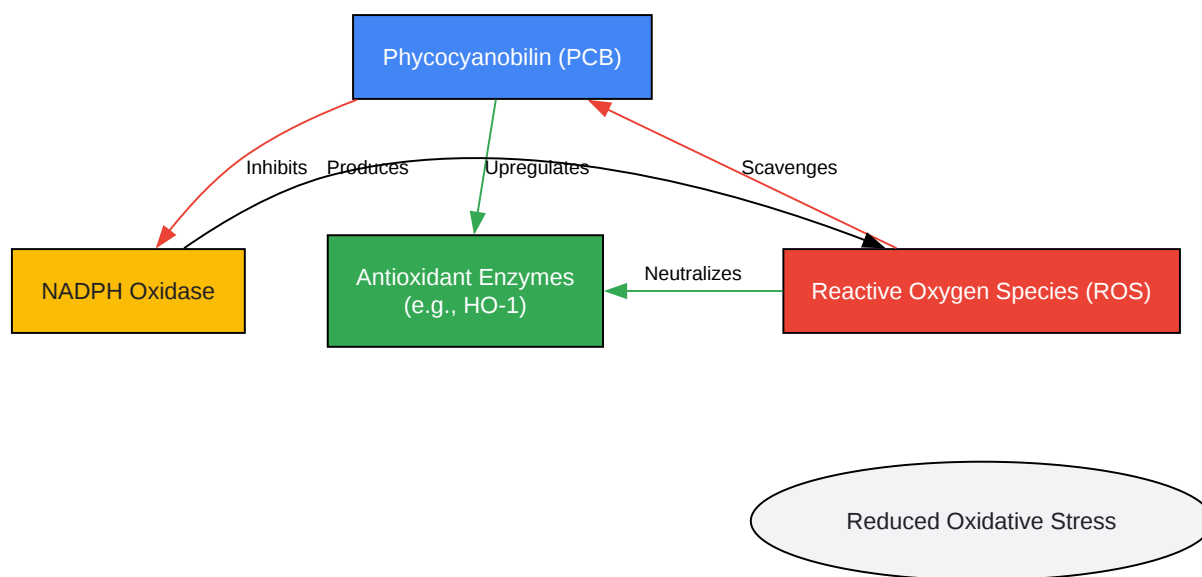 Phycocyanobilin (PCB)
Inhibits
Produces
Upregulates
Scavenges
NADPH Oxidase
Antioxidant Enzymes
(e.g., HO-1)
Neutralizes
Reactive Oxygen Species (ROS)
Reduced Oxidative Stress